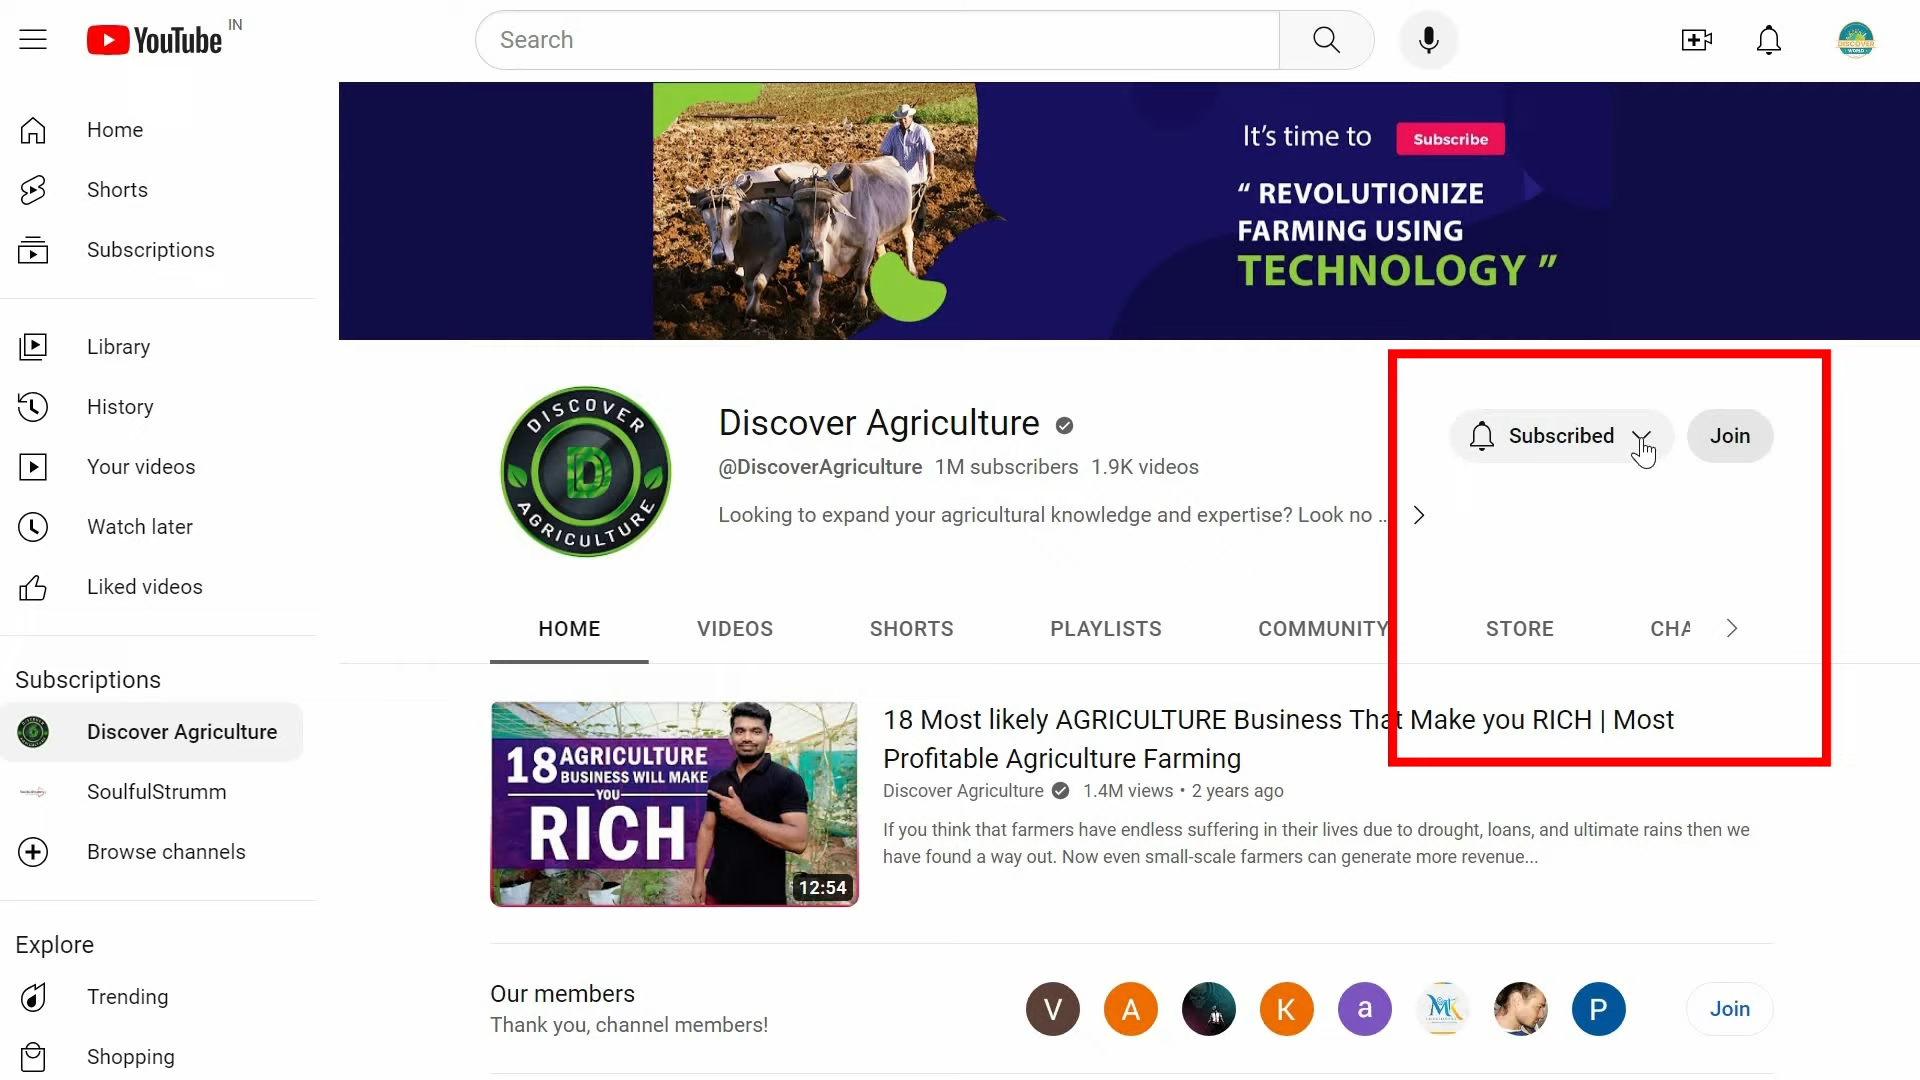 YouTube IN
Search
Home
Shorts
Subscriptions
Library
History
Your videos
Watch later
Liked videos
Subscriptions
Discover Agriculture
SoulfulStrumm
Browse channels
Explore
Trending
Shopping
It's time to Subscribe
“ REVOLUTIONIZE
FARMING USING
TECHNOLOGY ”
DISCOVER
D
AGRICULTURE
Discover Agriculture
@DiscoverAgriculture 1M subscribers 1.9K videos
Looking to expand your agricultural knowledge and expertise? Look no ..
Subscribed
Join
HOME VIDEOS SHORTS PLAYLISTS COMMUNITY STORE CHA
18 AGRICULTURE
BUSINESS WILL MAKE
YOU
RICH
12:54
18 Most likely AGRICULTURE Business That Make you RICH | Most
Profitable Agriculture Farming
Discover Agriculture 1.4M views • 2 years ago
If you think that farmers have endless suffering in their lives due to drought, loans, and ultimate rains then we
have found a way out. Now even small-scale farmers can generate more revenue...
Our members
Thank you, channel members!
V A K a MK P
Join